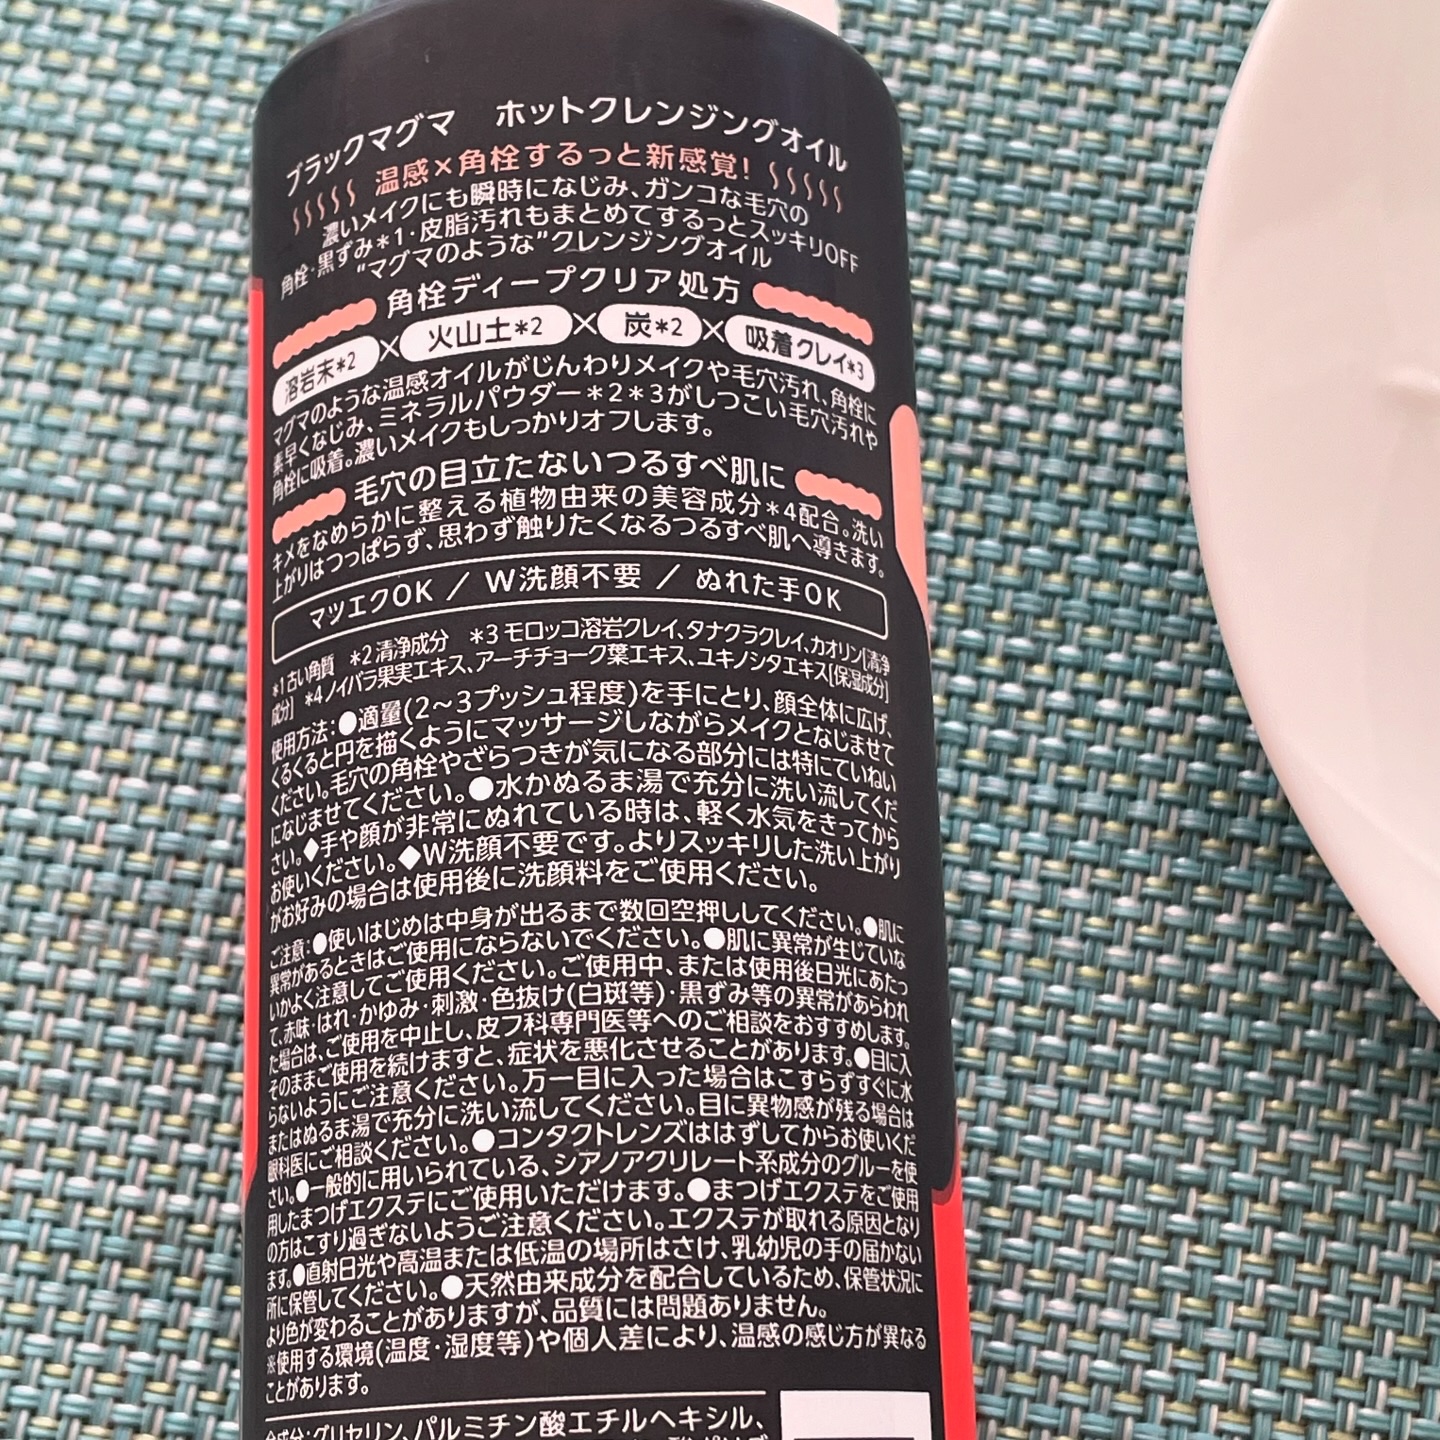 ブラックマグマ ホットクレンジングオイル
温感×角栓するっと新感覚!
濃いメイクにも瞬時になじみ、ガンコな毛穴の
角栓・黒ずみ*1・皮脂汚れもまとめてするっとスッキリOFF
"マグマのような"クレンジングオイル
角栓ディープクリア処方
溶岩末*2×火山土*2×炭*2×吸着クレイ*3
マグマのような温感オイルがじんわりメイクや毛穴汚れ、角栓に
素早くなじみ、ミネラルパウダー*2*3がしつこい毛穴汚れや
角栓に吸着。濃いメイクもしっかりオフします。
毛穴の目立たないつるすべ肌に
キメをなめらかに整える植物由来の美容成分*4配合。洗い
上がりはつっぱらず、思わず触りたくなるつるすべ肌へ導きます。
マツエクOK / W洗顔不要 / ぬれた手OK
*1古い角質 *2清浄成分 *3モロッコ溶岩クレイ、タナクラクレイ、カオリン[清浄
成分] *4ノイバラ果実エキス、アーチチョーク葉エキス、ユキノシタエキス[保湿成分]
使用方法:●適量(2〜3プッシュ程度)を手にとり、顔全体に広げ、
くるくると円を描くようにマッサージしながらメイクとなじませて
ください。毛穴の角栓やざらつきが気になる部分には特にていねい
になじませてください。●水かぬるま湯で充分に洗い流してくだ
さい。◆手や顔が非常にぬれている時は、軽く水気をきってから
お使いください。◆W洗顔不要です。よりスッキリした洗い上がり
がお好みの場合は使用後に洗顔料をご使用ください。
ご注意:●使いはじめは中身が出るまで数回空押ししてください。●肌に
異常があるときはご使用にならないでください。●肌に異常が生じていな
いかよく注意してご使用ください。ご使用中、または使用後日光にあたっ
て、赤味・はれ・かゆみ・刺激・色抜け(白斑等)・黒ずみ等の異常があらわれ
た場合は、ご使用を中止し、皮フ科専門医等へのご相談をおすすめします。
そのままご使用を続けますと、症状を悪化させることがあります。●目に入
らないようにご注意ください。万一目に入った場合はこすらずすぐに水
またはぬるま湯で充分に洗い流してください。目に異物感が残る場合は
眼科医にご相談ください。●コンタクトレンズははずしてからお使いくだ
さい。●一般的に用いられている、シアノアクリレート系成分のグルーを使
用したまつげエクステにご使用いただけます。●まつげエクステをご使用
の方はこすり過ぎないようご注意ください。エクステが取れる原因となり
ます。●直射日光や高温または低温の場所はさけ、乳幼児の手の届かない
所に保管してください。●天然由来成分を配合しているため、保管状況に
より色が変わることがありますが、品質には問題ありません。
※使用する環境(温度・湿度等)や個人差により、温感の感じ方が異なる
ことがあります。
全成分:グリセリン、パルミチン酸エチルヘキシル、